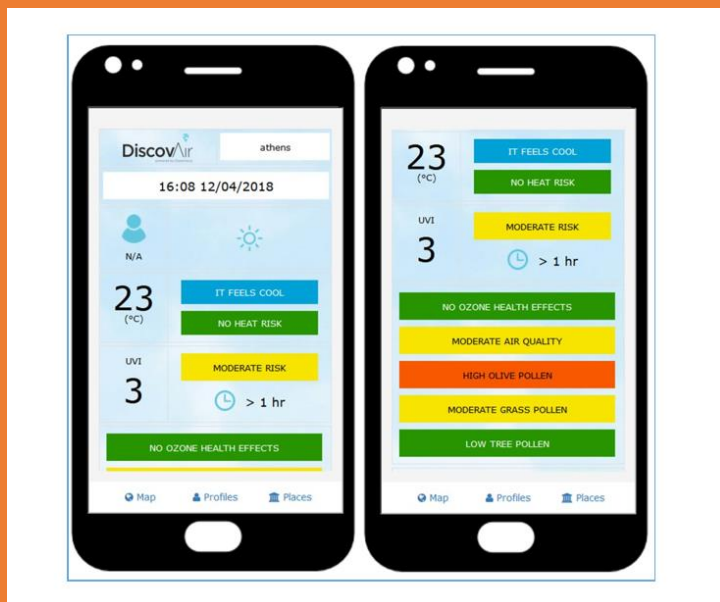 DiscovAir
athens
16:08 12/04/2018
N/A
23
(°C)
IT FEELS COOL
NO HEAT RISK
UVI
3
MODERATE RISK
> 1 hr
NO OZONE HEALTH EFFECTS
Map Profiles Places
23
(°C)
IT FEELS COOL
NO HEAT RISK
UVI
3
MODERATE RISK
> 1 hr
NO OZONE HEALTH EFFECTS
MODERATE AIR QUALITY
HIGH OLIVE POLLEN
MODERATE GRASS POLLEN
LOW TREE POLLEN
Map Profiles Places